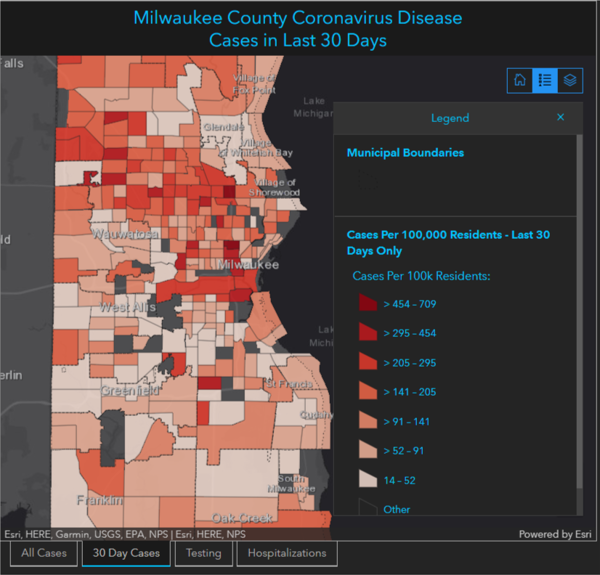 Milwaukee County Coronavirus Disease
Cases in Last 30 Days
alls
Village of
Fox Point
Lake
Michigan
Legend
×
Glendale
Village
of Whitefish Bay
Municipal Boundaries
Village of
Shorewood
ld
Wauwatosa
Cases Per 100,000 Residents - Last 30
Days Only
Milwaukee
Cases Per 100k Residents:
> 454 – 709
West Allis
> 295 – 454
Lak
Michi
> 205 – 295
erlin
St Francis
Greenfield
> 141 – 205
Cudahy
> 91 – 141
> 52 – 91
South
Milwaukee
14 – 52
Franklin
Other
Oak Creek
Esri, HERE, Garmin, USGS, EPA, NPS | Esri, HERE, NPS
Powered by Esri
All Cases
30 Day Cases
Testing
Hospitalizations